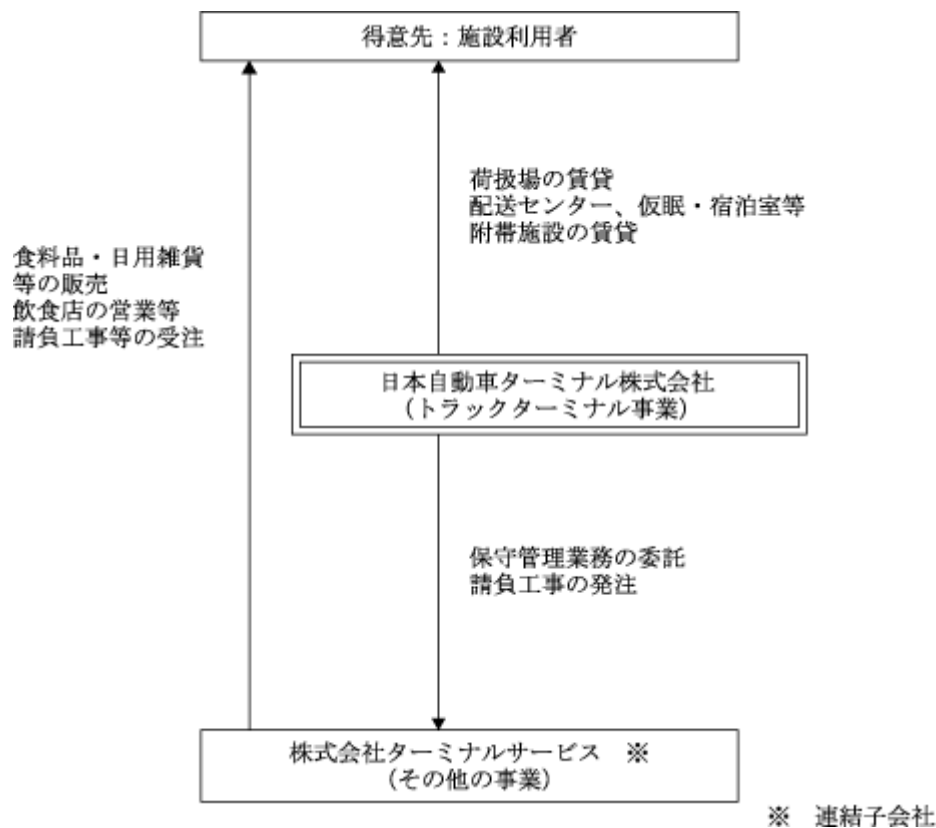 得意先：施設利用者
荷扱場の賃貸
配送センター、仮眠・宿泊室等
附帯施設の賃貸
食料品・日用雑貨
等の販売
飲食店の営業等
請負工事等の受注
日本自動車ターミナル株式会社
（トラックターミナル事業）
保守管理業務の委託
請負工事の発注
株式会社ターミナルサービス　※
（その他の事業）
※　連結子会社